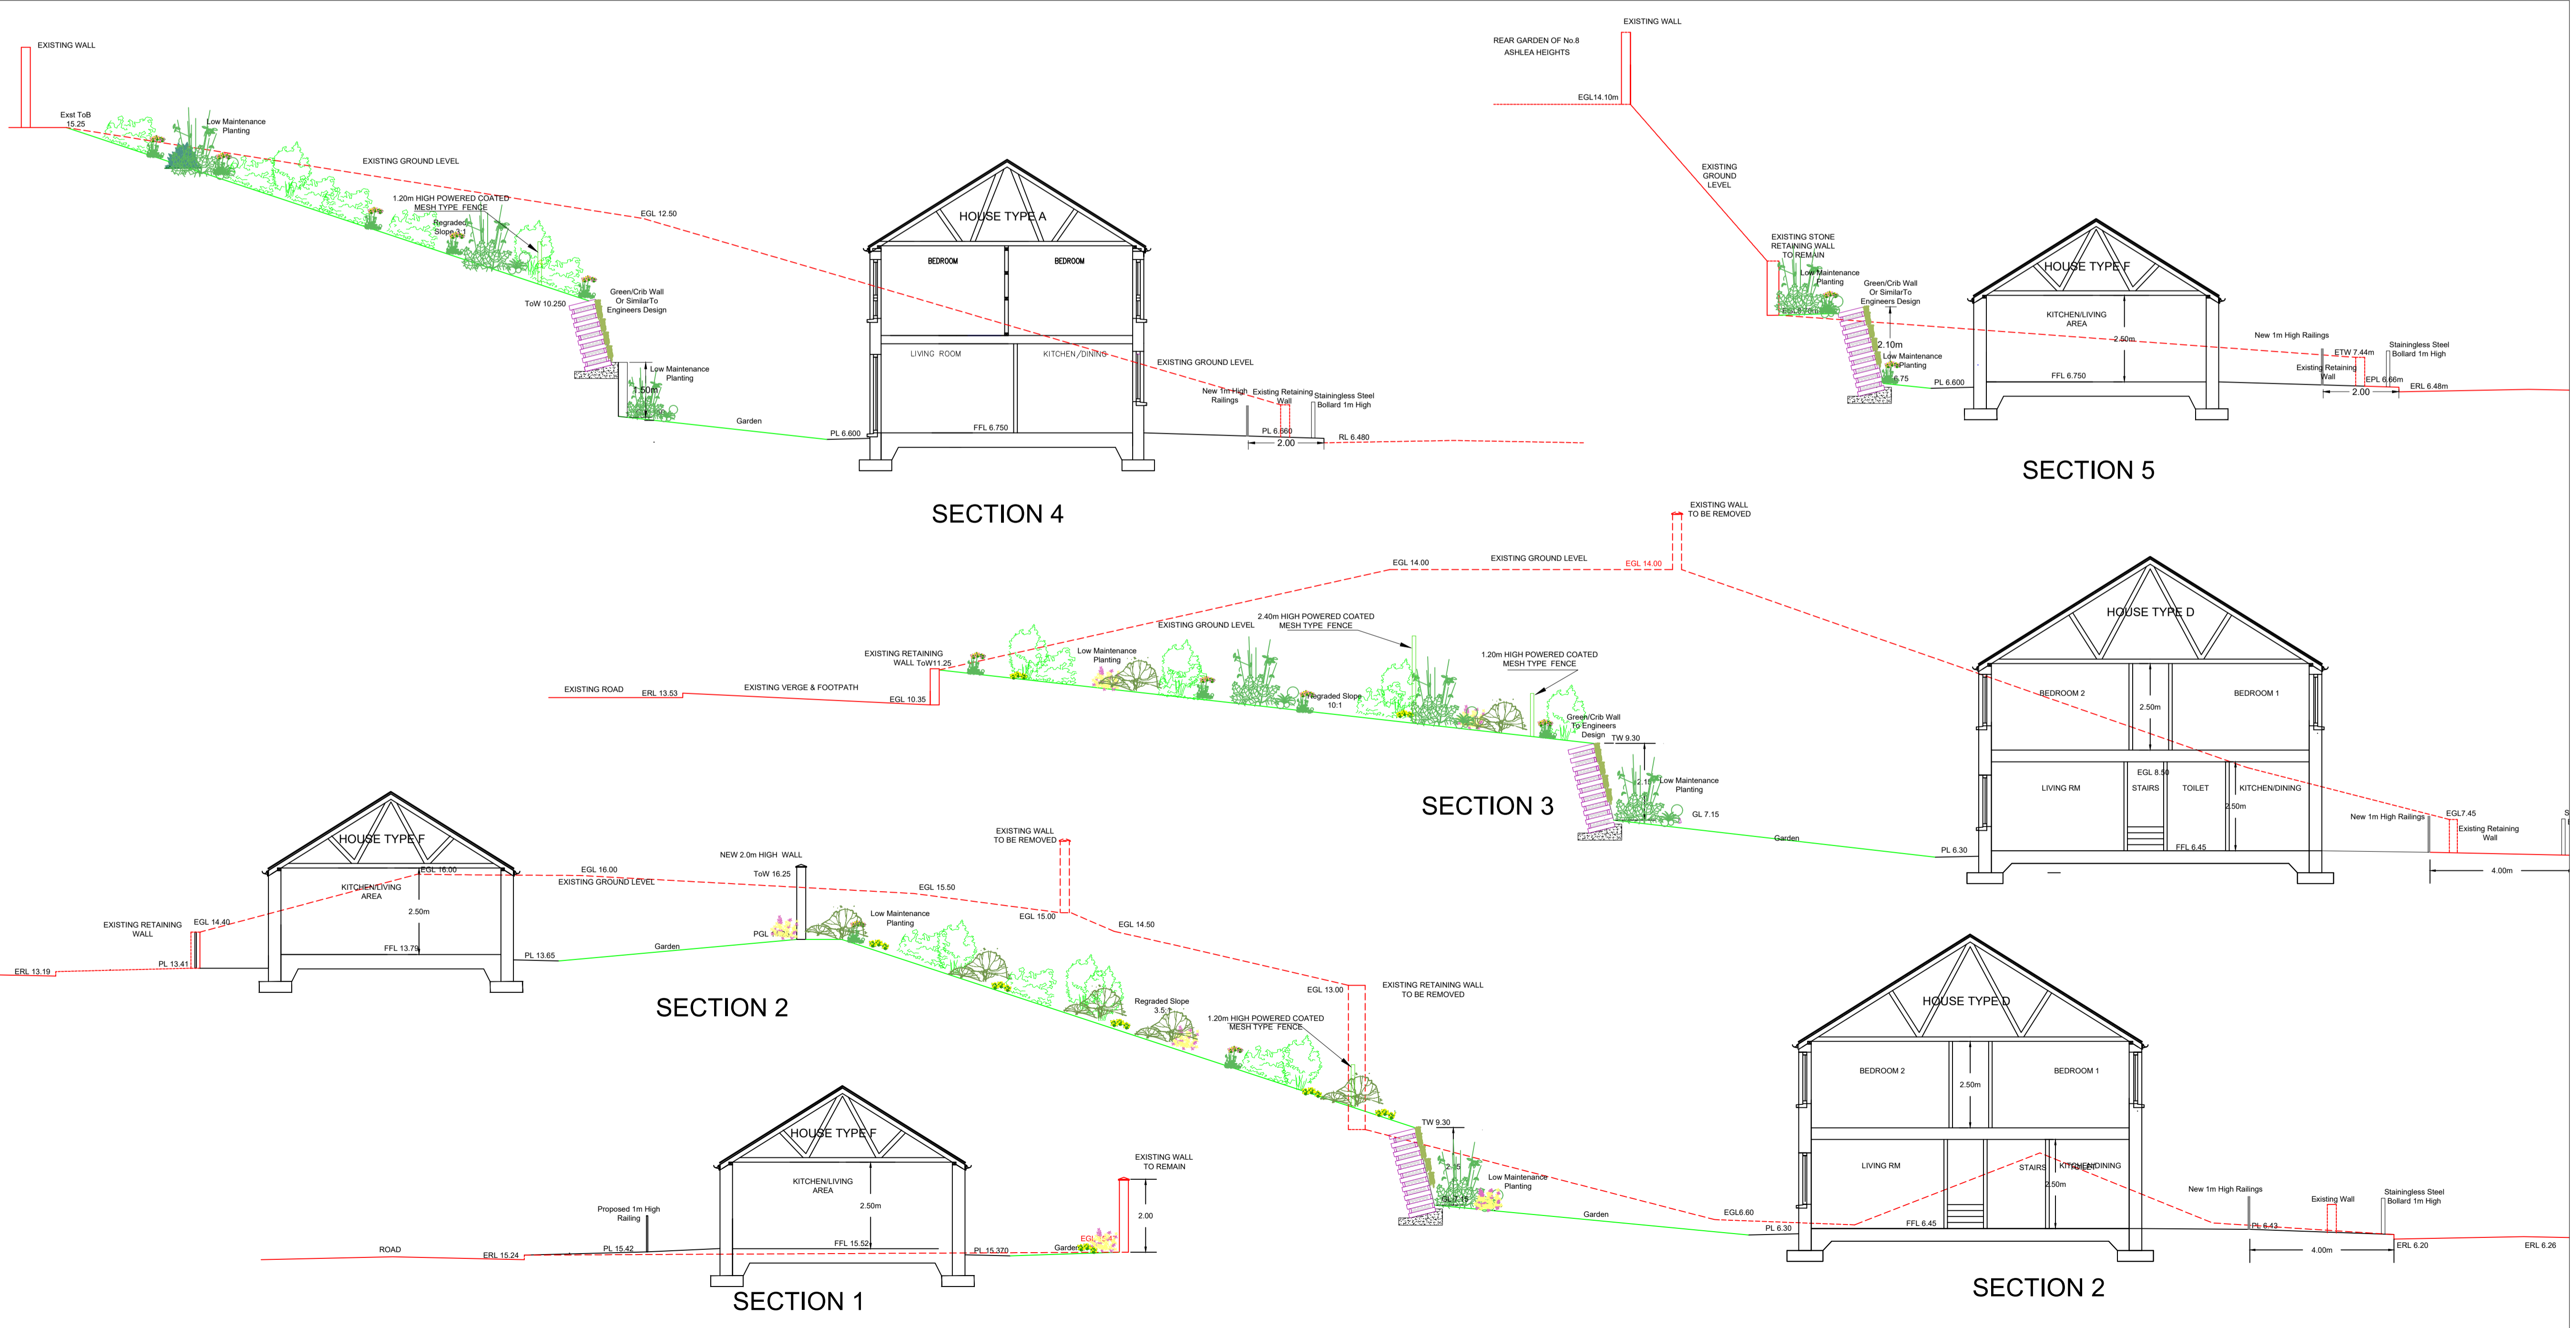 EXISTING WALL
Exst ToB
15.25
Low Maintenance
Planting
EXISTING GROUND LEVEL
1.20m HIGH POWERED COATED
MESH TYPE FENCE
Regraded
Slope 3:1
EGL 12.50
ToW 10.250
Green/Crib Wall
Or SimilarTo
Engineers Design
Low Maintenance
Planting
1.50m
Garden
PL 6.600
HOUSE TYPE A
BEDROOM
BEDROOM
LIVING ROOM
KITCHEN/DINING
FFL 6.750
EXISTING GROUND LEVEL
New 1m High
Railings
Existing Retaining
Wall
Stainingless Steel
Bollard 1m High
PL 6.660
2.00
RL 6.480
SECTION 4
EXISTING WALL
REAR GARDEN OF No.8
ASHLEA HEIGHTS
EGL14.10m
EXISTING
GROUND
LEVEL
EXISTING STONE
RETAINING WALL
TO REMAIN
Low Maintenance
Planting
Green/Crib Wall
Or SimilarTo
Engineers Design
2.10m
Low Maintenance
Planting
6.75
PL 6.600
HOUSE TYPE F
KITCHEN/LIVING
AREA
2.50m
FFL 6.750
New 1m High Railings
ETW 7.44m
Stainingless Steel
Bollard 1m High
Existing Retaining
Wall
EPL 6.66m
ERL 6.48m
2.00
SECTION 5
EXISTING WALL
TO BE REMOVED
EGL 14.00
EXISTING GROUND LEVEL
EGL 14.00
2.40m HIGH POWERED COATED
MESH TYPE FENCE
EXISTING GROUND LEVEL
EXISTING RETAINING
WALL ToW11.25
Low Maintenance
Planting
1.20m HIGH POWERED COATED
MESH TYPE FENCE
EXISTING ROAD
ERL 13.53
EXISTING VERGE & FOOTPATH
EGL 10.35
Regraded Slope
10:1
Green/Crib Wall
To Engineers
Design
TW 9.30
2.15
Low Maintenance
Planting
GL 7.15
Garden
PL 6.30
SECTION 3
HOUSE TYPE D
BEDROOM 2
BEDROOM 1
2.50m
EGL 8.50
LIVING RM
STAIRS
TOILET
KITCHEN/DINING
2.50m
FFL 6.45
New 1m High Railings
EGL7.45
Existing Retaining
Wall
4.00m
HOUSE TYPE F
EGL 16.00
KITCHEN/LIVING
AREA
2.50m
FFL 13.79
EXISTING RETAINING
WALL
EGL 14.40
ERL 13.19
PL 13.41
PL 13.65
EGL 16.00
EXISTING GROUND LEVEL
Garden
NEW 2.0m HIGH WALL
ToW 16.25
PGL
Low Maintenance
Planting
EGL 15.50
EXISTING WALL
TO BE REMOVED
EGL 15.00
EGL 14.50
EGL 13.00
EXISTING RETAINING WALL
TO BE REMOVED
Regraded Slope
3.5:1
1.20m HIGH POWERED COATED
MESH TYPE FENCE
SECTION 2
TW 9.30
2.15
GL 7.15
Low Maintenance
Planting
Garden
EGL6.60
PL 6.30
HOUSE TYPE D
BEDROOM 2
BEDROOM 1
2.50m
LIVING RM
STAIRS
TOILET
KITCHEN/DINING
2.50m
FFL 6.45
New 1m High Railings
Existing Wall
Stainingless Steel
Bollard 1m High
PL 6.43
4.00m
ERL 6.20
ERL 6.26
SECTION 2
HOUSE TYPE F
KITCHEN/LIVING
AREA
2.50m
FFL 15.52
Proposed 1m High
Railing
ROAD
ERL 15.24
PL 15.42
PL 15.370
Garden
EGL
EXISTING WALL
TO REMAIN
2.00
SECTION 1